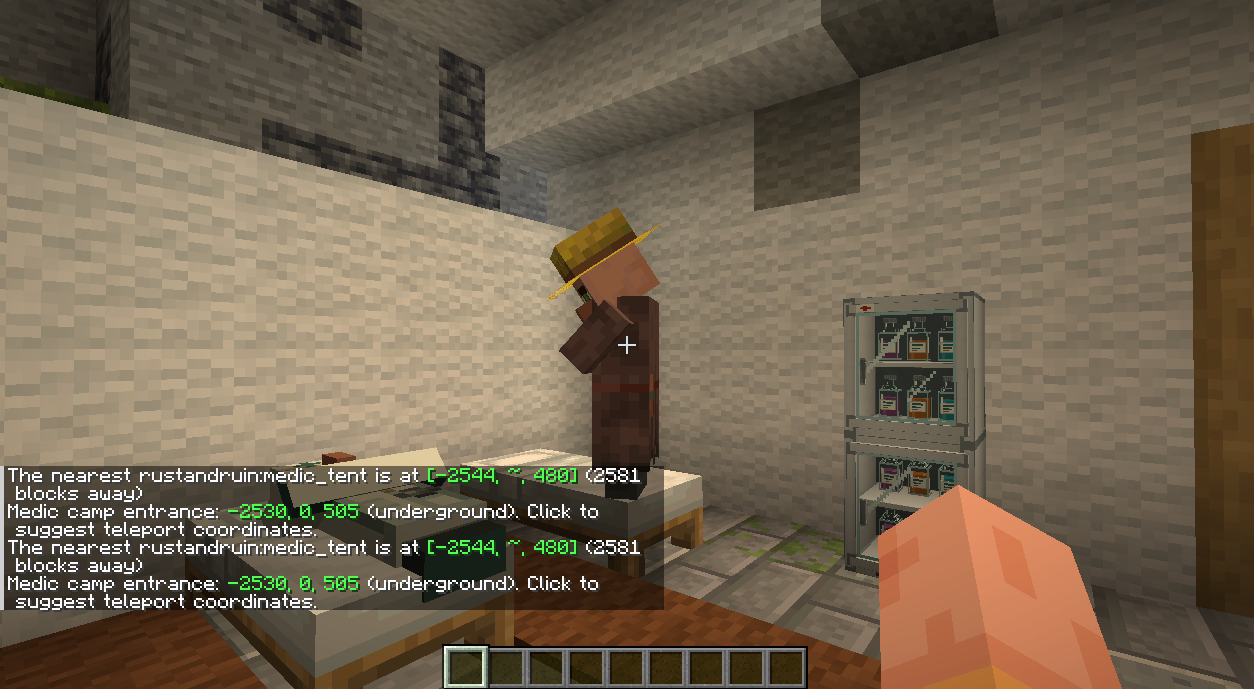 The nearest rustandruin:medic_tent is at [-2544, ~, 480] (2581
blocks away)
Medic camp entrance: -2530, 0, 505 (underground). Click to
suggest teleport coordinates.
The nearest rustandruin:medic_tent is at [-2544, ~, 480] (2581
blocks away)
Medic camp entrance: -2530, 0, 505 (underground). Click to
suggest teleport coordinates.